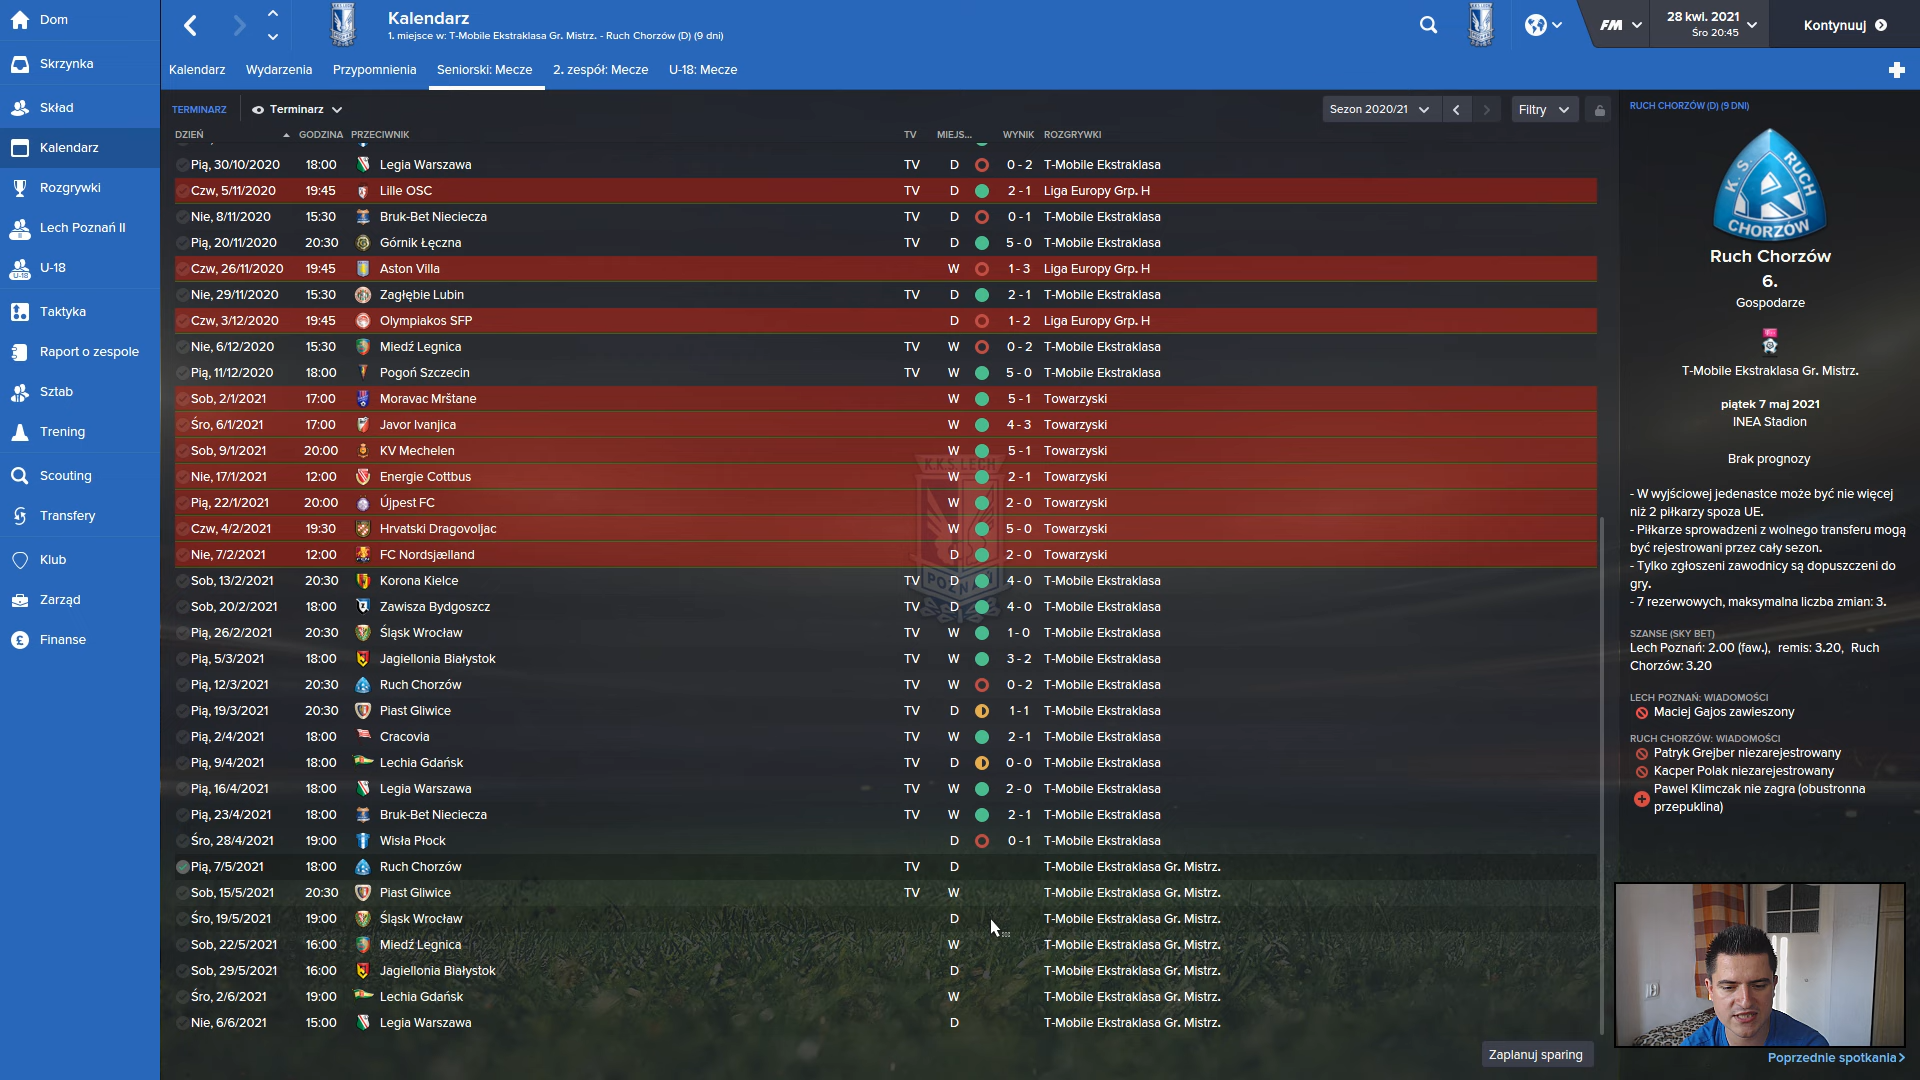 Dom
Skrzynka
Skład
Kalendarz
Rozgrywki
Lech Poznań II
U-18
Taktyka
Raport o zespole
Sztab
Trening
Scouting
Transfery
Klub
Zarząd
Finanse
Kalendarz
1. miejsce w: T-Mobile Ekstraklasa Gr. Mistrz. - Ruch Chorzów (D) (9 dni)
FM
28 kwi. 2021
Śro 20:45
Kontynuuj
Kalendarz Wydarzenia Przypomnienia Seniorski: Mecze 2. zespół: Mecze U-18: Mecze
TERMINARZ Terminarz Sezon 2020/21 Filtry
DZIEŃ GODZINA PRZECIWNIK TV MIEJS... WYNIK ROZGRYWKI
Pią, 30/10/2020 18:00 Legia Warszawa TV D 0 - 2 T-Mobile Ekstraklasa
Czw, 5/11/2020 19:45 Lille OSC TV D 2 - 1 Liga Europy Grp. H
Nie, 8/11/2020 15:30 Bruk-Bet Nieciecza TV D 0 - 1 T-Mobile Ekstraklasa
Pią, 20/11/2020 20:30 Górnik Łęczna TV D 5 - 0 T-Mobile Ekstraklasa
Czw, 26/11/2020 19:45 Aston Villa W 1 - 3 Liga Europy Grp. H
Nie, 29/11/2020 15:30 Zagłębie Lubin TV D 2 - 1 T-Mobile Ekstraklasa
Czw, 3/12/2020 19:45 Olympiakos SFP D 1 - 2 Liga Europy Grp. H
Nie, 6/12/2020 15:30 Miedź Legnica TV W 0 - 2 T-Mobile Ekstraklasa
Pią, 11/12/2020 18:00 Pogoń Szczecin TV W 5 - 0 T-Mobile Ekstraklasa
Sob, 2/1/2021 17:00 Moravac Mrštane W 5 - 1 Towarzyski
Śro, 6/1/2021 17:00 Javor Ivanjica W 4 - 3 Towarzyski
Sob, 9/1/2021 20:00 KV Mechelen W 5 - 1 Towarzyski
Nie, 17/1/2021 12:00 Energie Cottbus W 2 - 1 Towarzyski
Pią, 22/1/2021 20:00 Újpest FC W 2 - 0 Towarzyski
Czw, 4/2/2021 19:30 Hrvatski Dragovoljac W 5 - 0 Towarzyski
Nie, 7/2/2021 12:00 FC Nordsjælland D 2 - 0 Towarzyski
Sob, 13/2/2021 20:30 Korona Kielce TV D 4 - 0 T-Mobile Ekstraklasa
Sob, 20/2/2021 18:00 Zawisza Bydgoszcz TV D 4 - 0 T-Mobile Ekstraklasa
Pią, 26/2/2021 20:30 Śląsk Wrocław TV W 1 - 0 T-Mobile Ekstraklasa
Pią, 5/3/2021 18:00 Jagiellonia Białystok TV W 3 - 2 T-Mobile Ekstraklasa
Pią, 12/3/2021 20:30 Ruch Chorzów TV W 0 - 2 T-Mobile Ekstraklasa
Pią, 19/3/2021 20:30 Piast Gliwice TV D 1 - 1 T-Mobile Ekstraklasa
Pią, 2/4/2021 18:00 Cracovia TV W 2 - 1 T-Mobile Ekstraklasa
Pią, 9/4/2021 18:00 Lechia Gdańsk TV D 0 - 0 T-Mobile Ekstraklasa
Pią, 16/4/2021 18:00 Legia Warszawa TV W 2 - 0 T-Mobile Ekstraklasa
Pią, 23/4/2021 18:00 Bruk-Bet Nieciecza TV W 2 - 1 T-Mobile Ekstraklasa
Śro, 28/4/2021 19:00 Wisła Płock D 0 - 1 T-Mobile Ekstraklasa
Pią, 7/5/2021 18:00 Ruch Chorzów TV D T-Mobile Ekstraklasa Gr. Mistrz.
Sob, 15/5/2021 20:30 Piast Gliwice TV W T-Mobile Ekstraklasa Gr. Mistrz.
Śro, 19/5/2021 19:00 Śląsk Wrocław D T-Mobile Ekstraklasa Gr. Mistrz.
Sob, 22/5/2021 16:00 Miedź Legnica W T-Mobile Ekstraklasa Gr. Mistrz.
Sob, 29/5/2021 16:00 Jagiellonia Białystok D T-Mobile Ekstraklasa Gr. Mistrz.
Śro, 2/6/2021 19:00 Lechia Gdańsk W T-Mobile Ekstraklasa Gr. Mistrz.
Nie, 6/6/2021 15:00 Legia Warszawa D T-Mobile Ekstraklasa Gr. Mistrz.
K.K.S LECH
POZNAŃ
Zaplanuj sparing
RUCH CHORZÓW (D) (9 DNI)
K. S. RUCH
CHORZÓW
Ruch Chorzów
6.
Gospodarze
T-Mobile Ekstraklasa Gr. Mistrz.
piątek 7 maj 2021
INEA Stadion
Brak prognozy
- W wyjściowej jedenastce może być nie więcej
niż 2 piłkarzy spoza UE.
- Piłkarze sprowadzeni z wolnego transferu mogą
być rejestrowani przez cały sezon.
- Tylko zgłoszeni zawodnicy są dopuszczeni do
gry.
- 7 rezerwowych, maksymalna liczba zmian: 3.
SZANSE (SKY BET)
Lech Poznań: 2.00 (faw.), remis: 3.20, Ruch
Chorzów: 3.20
LECH POZNAŃ: WIADOMOŚCI
Maciej Gajos zawieszony
RUCH CHORZÓW: WIADOMOŚCI
Patryk Grejber niezarejestrowany
Kacper Polak niezarejestrowany
Pawel Klimczak nie zagra (obustronna
przepuklina)
Poprzednie spotkania